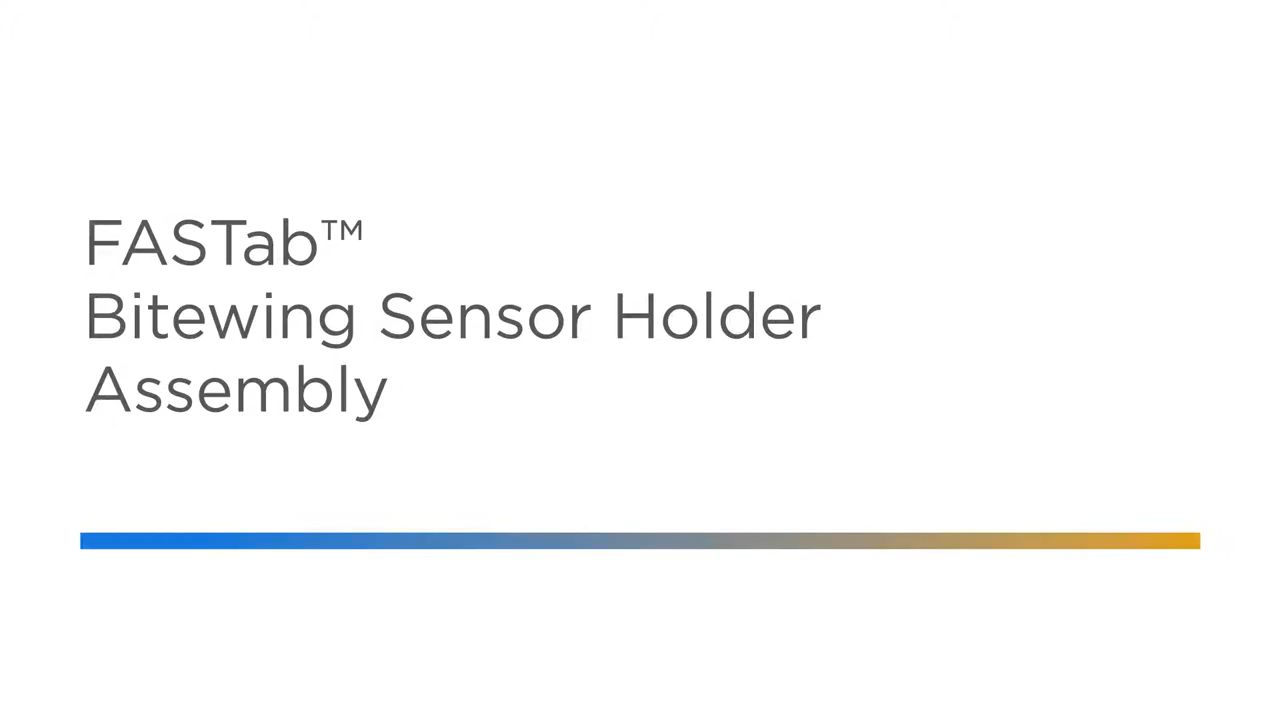 FASTab™
Bitewing Sensor Holder
Assembly